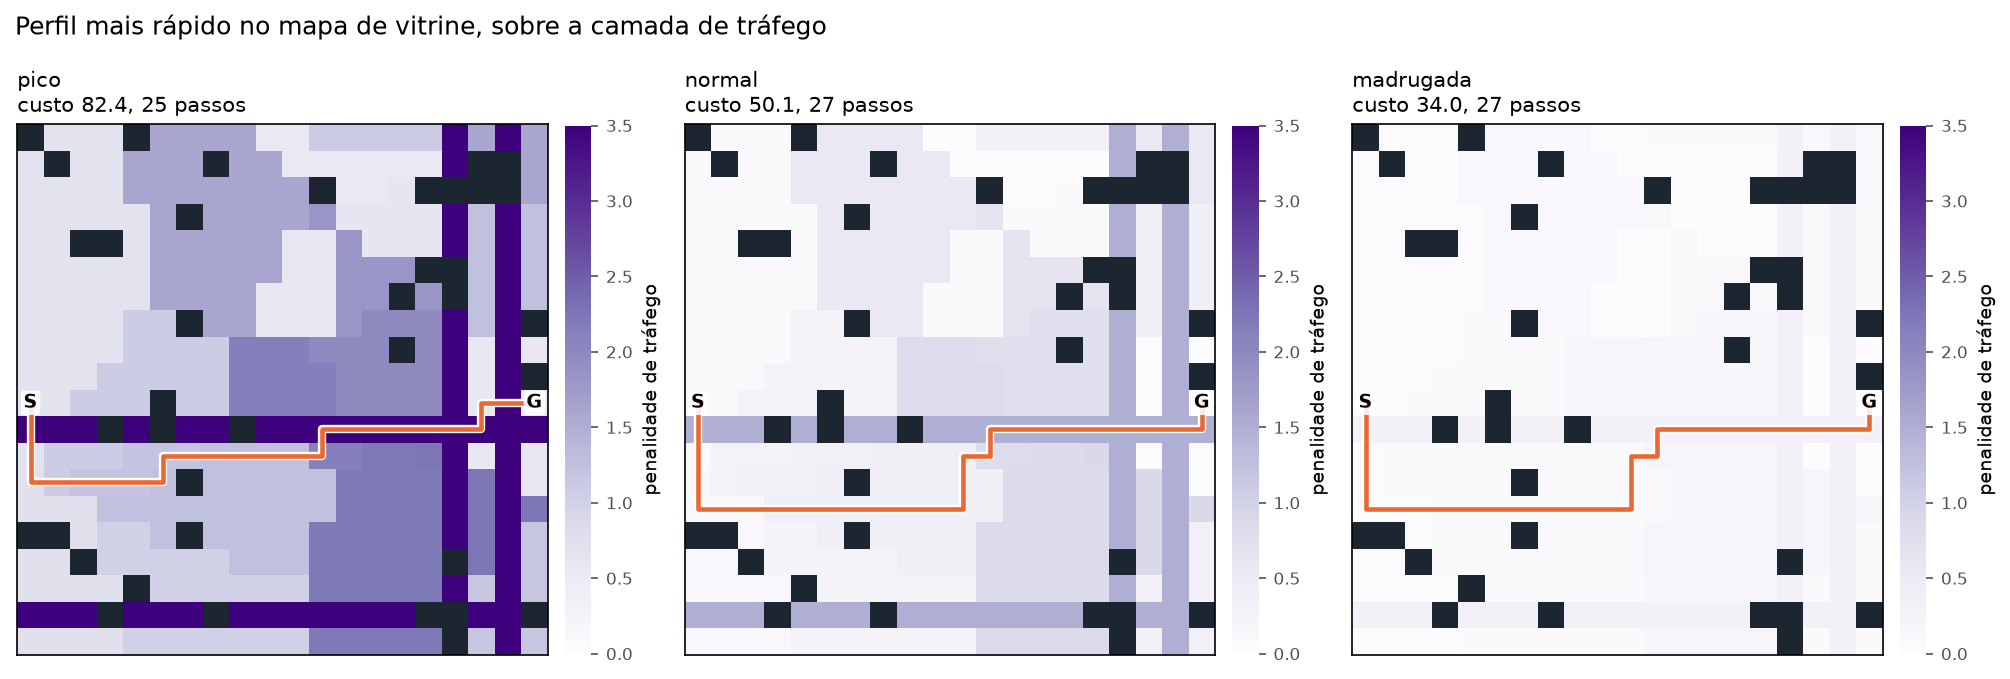 Perfil mais rápido no mapa de vitrine, sobre a camada de tráfego
pico
custo 82.4, 25 passos
S
G
3.5
3.0
2.5
2.0
1.5
1.0
0.5
0.0
penalidade de tráfego
normal
custo 50.1, 27 passos
S
G
3.5
3.0
2.5
2.0
1.5
1.0
0.5
0.0
penalidade de tráfego
madrugada
custo 34.0, 27 passos
S
G
3.5
3.0
2.5
2.0
1.5
1.0
0.5
0.0
penalidade de tráfego